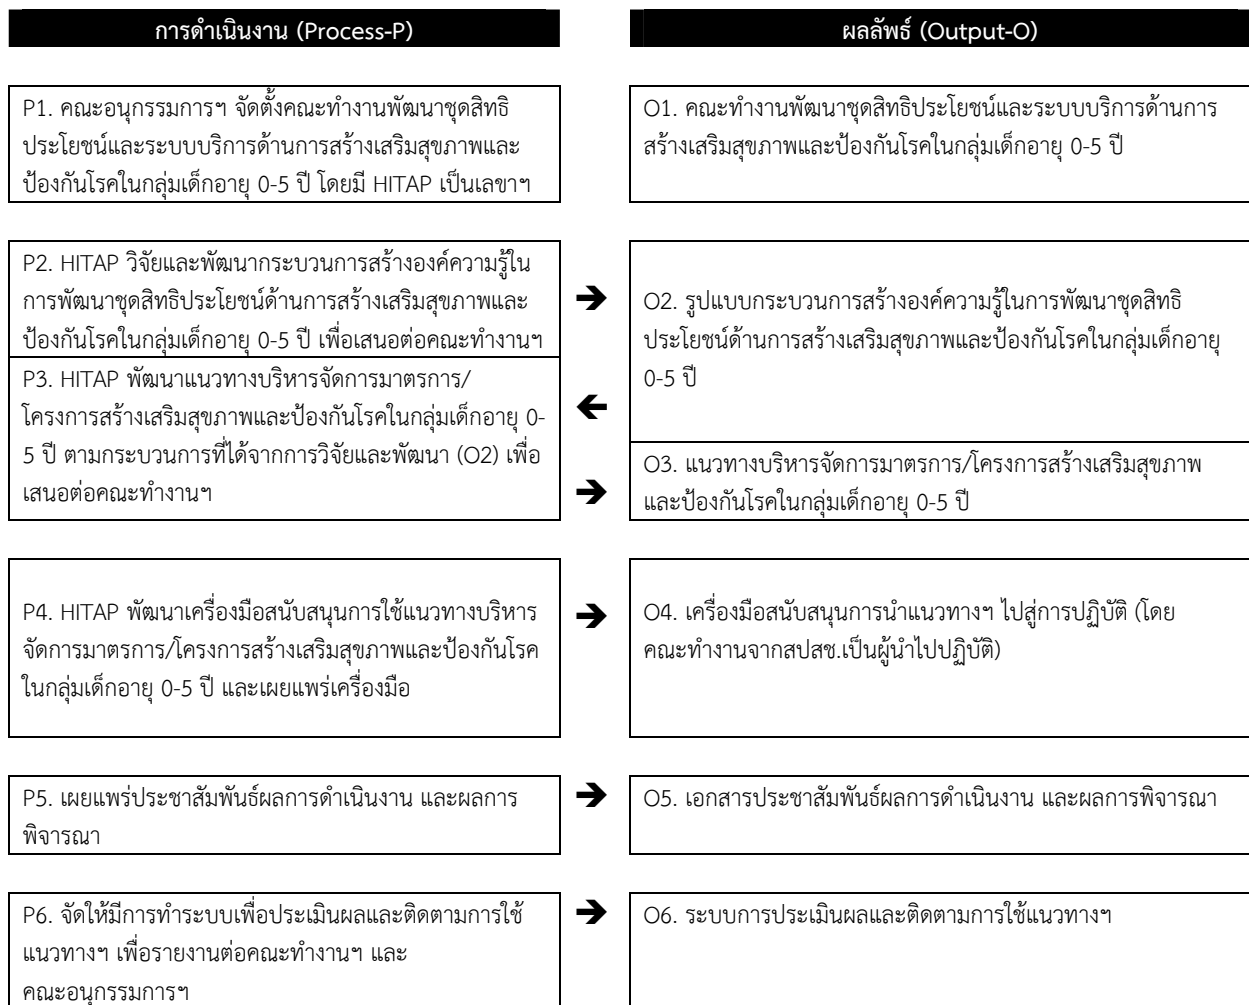 การดำเนินงาน (Process-P)
ผลลัพธ์ (Output-O)
P1. คณะอนุกรรมการฯ จัดตั้งคณะทำงานพัฒนาชุดสิทธิ
ประโยชน์และระบบบริการด้านการสร้างเสริมสุขภาพและ
ป้องกันโรคในกลุ่มเด็กอายุ 0-5 ปี โดยมี HITAP เป็นเลขาฯ
O1. คณะทำงานพัฒนาชุดสิทธิประโยชน์และระบบบริการด้านการ
สร้างเสริมสุขภาพและป้องกันโรคในกลุ่มเด็กอายุ 0-5 ปี
P2. HITAP วิจัยและพัฒนากระบวนการสร้างองค์ความรู้ใน
การพัฒนาชุดสิทธิประโยชน์ด้านการสร้างเสริมสุขภาพและ
ป้องกันโรคในกลุ่มเด็กอายุ 0-5 ปี เพื่อเสนอต่อคณะทำงานฯ
O2. รูปแบบกระบวนการสร้างองค์ความรู้ในการพัฒนาชุดสิทธิ
ประโยชน์ด้านการสร้างเสริมสุขภาพและป้องกันโรคในกลุ่มเด็กอายุ
0-5 ปี
P3. HITAP พัฒนาแนวทางบริหารจัดการมาตรการ/
โครงการสร้างเสริมสุขภาพและป้องกันโรคในกลุ่มเด็กอายุ 0-
5 ปี ตามกระบวนการที่ได้จากการวิจัยและพัฒนา (O2) เพื่อ
เสนอต่อคณะทำงานฯ
O3. แนวทางบริหารจัดการมาตรการ/โครงการสร้างเสริมสุขภาพ
และป้องกันโรคในกลุ่มเด็กอายุ 0-5 ปี
P4. HITAP พัฒนาเครื่องมือสนับสนุนการใช้แนวทางบริหาร
จัดการมาตรการ/โครงการสร้างเสริมสุขภาพและป้องกันโรค
ในกลุ่มเด็กอายุ 0-5 ปี และเผยแพร่เครื่องมือ
O4. เครื่องมือสนับสนุนการนำแนวทางฯ ไปสู่การปฏิบัติ (โดย
คณะทำงานจากสปสช.เป็นผู้นำไปปฏิบัติ)
P5. เผยแพร่ประชาสัมพันธ์ผลการดำเนินงาน และผลการ
พิจารณา
O5. เอกสารประชาสัมพันธ์ผลการดำเนินงาน และผลการพิจารณา
P6. จัดให้มีการทำระบบเพื่อประเมินผลและติดตามการใช้
แนวทางฯ เพื่อรายงานต่อคณะทำงานฯ และ
คณะอนุกรรมการฯ
O6. ระบบการประเมินผลและติดตามการใช้แนวทางฯ